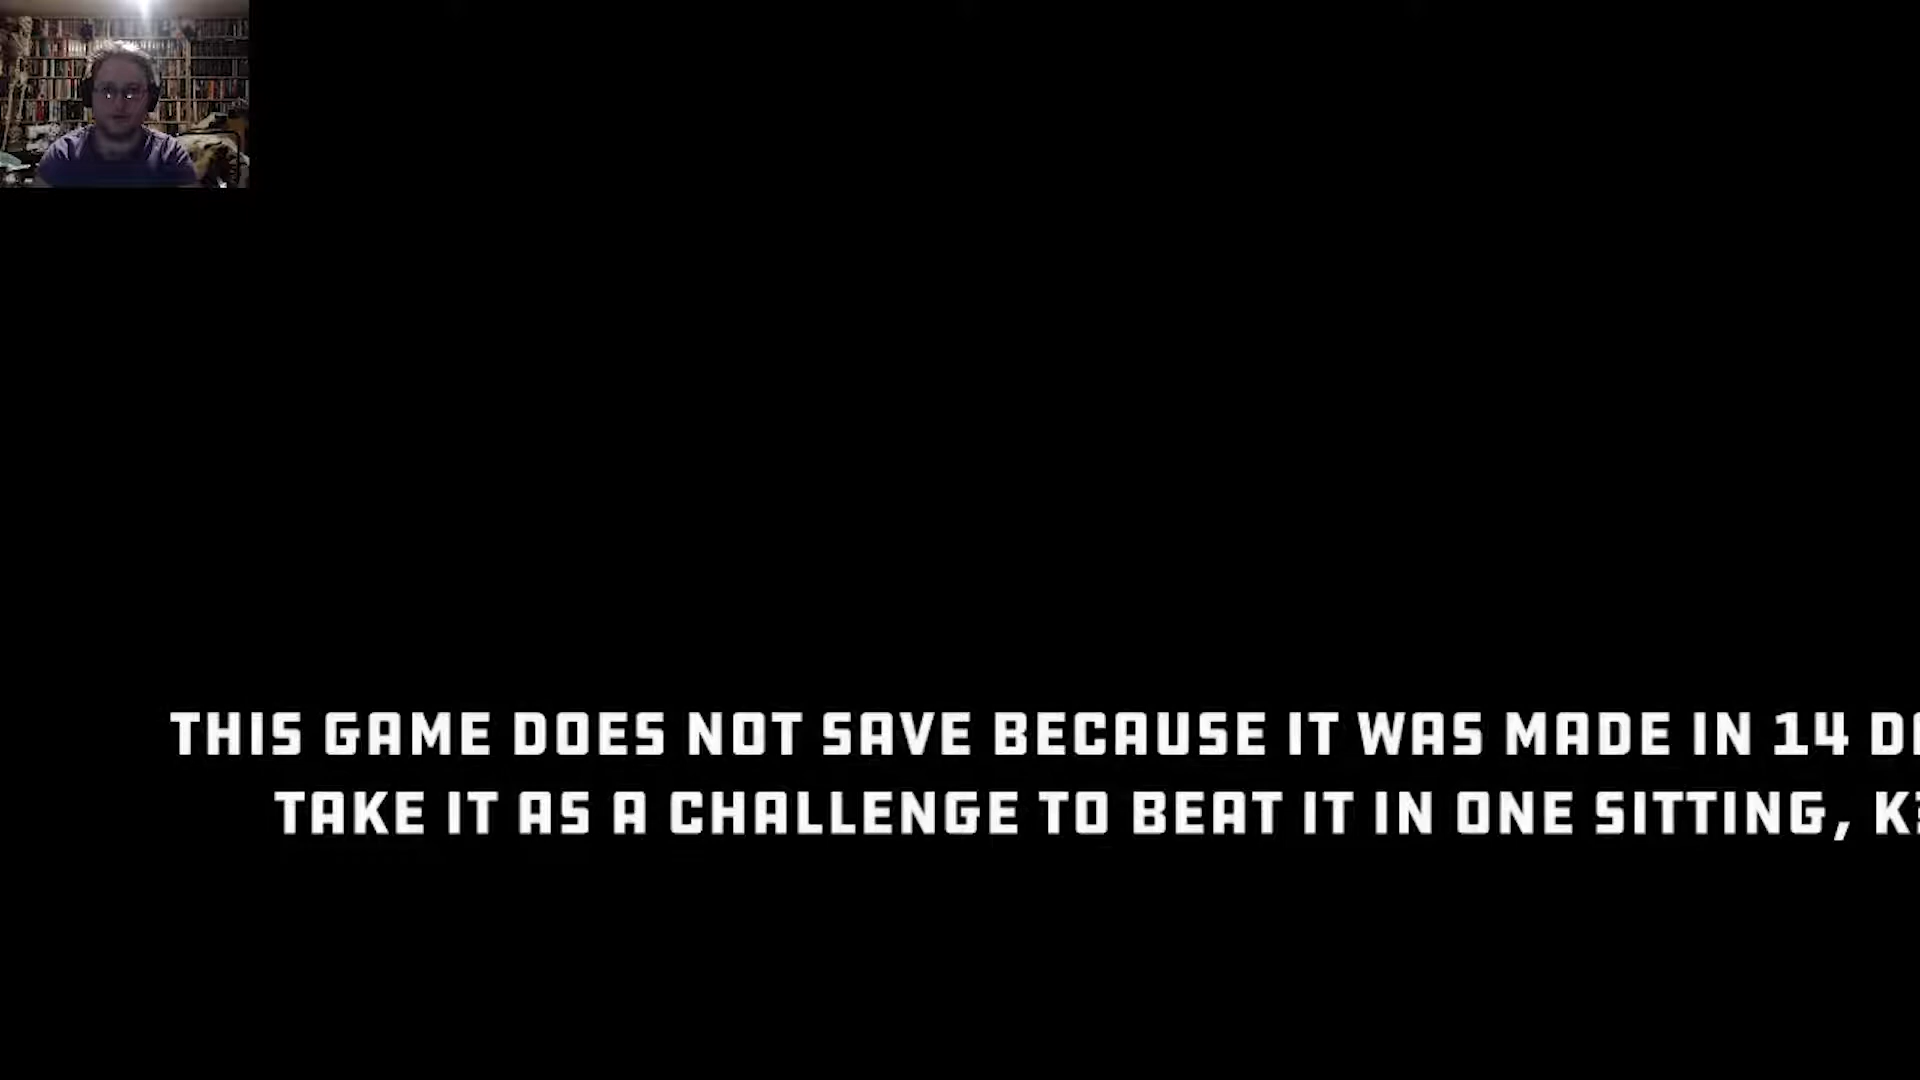 THIS GAME DOES NOT SAVE BECAUSE IT WAS MADE IN 14
TAKE IT AS A CHALLENGE TO BEAT IT IN ONE SITTING, K?